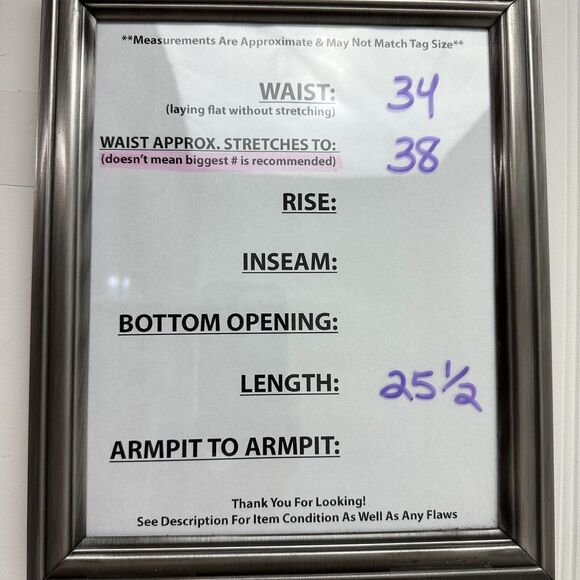 **Measurements Are Approximate & May Not Match Tag Size**
WAIST: 34
(laying flat without stretching)
WAIST APPROX. STRETCHES TO: 38
(doesn't mean biggest # is recommended)
RISE:
INSEAM:
BOTTOM OPENING:
LENGTH: 25 1/2
ARMPIT TO ARMPIT:
Thank You For Looking!
See Description For Item Condition As Well As Any Flaws